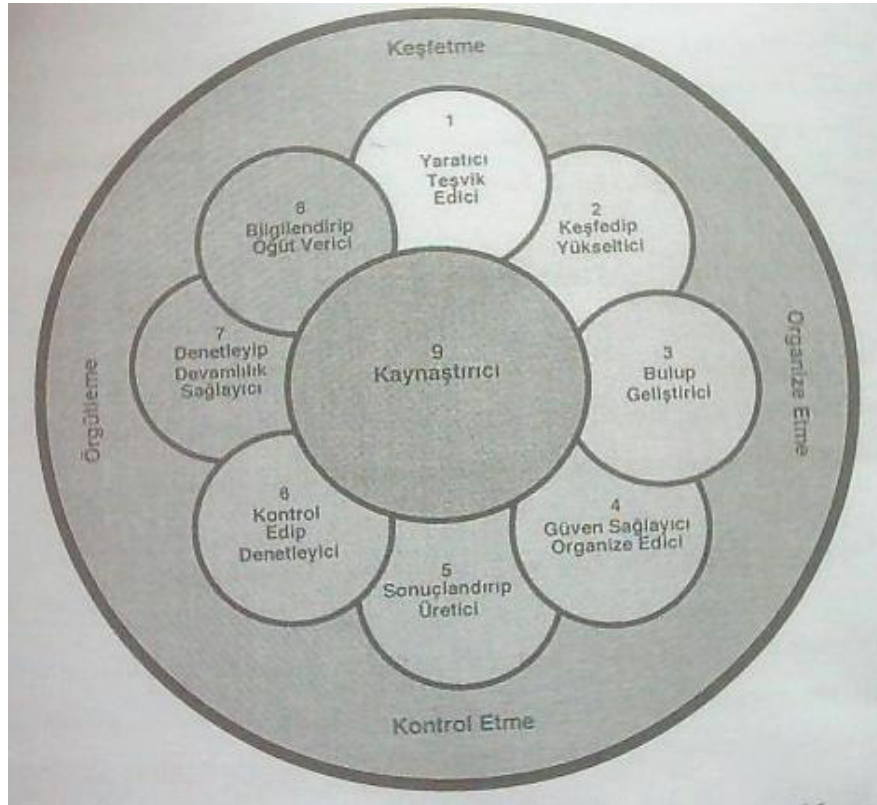 Keşfetme
1
Yaratıcı
Teşvik
Edici
2
Keşfedip
Yükseltici
3
Bulup
Geliştirici
4
Güven Sağlayıcı
Organize Edici
5
Sonuçlandırıp
Üretici
6
Kontrol
Edip
Denetleyici
7
Denetleyip
Devamlılık
Sağlayıcı
8
Bilgilendirip
Öğüt Verici
9
Kaynaştırıcı
Organize Etme
Kontrol Etme
Örgütleme